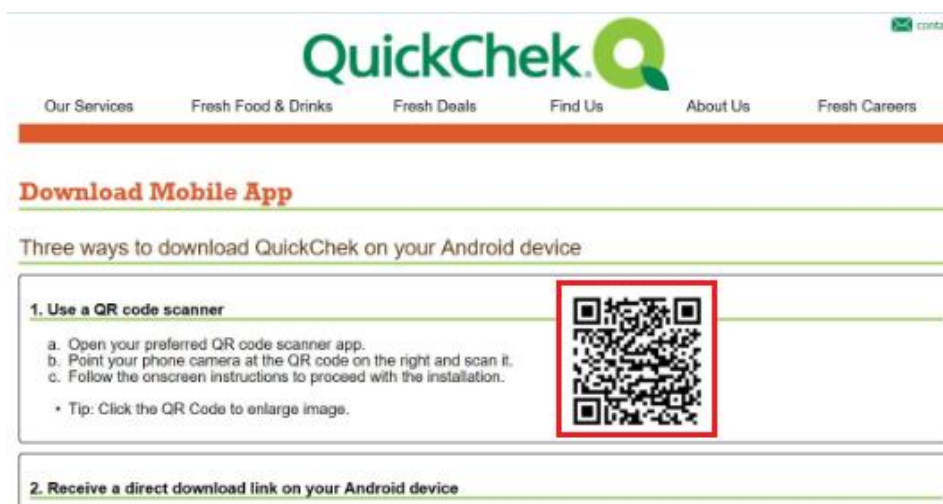 QuickChek.
Our Services Fresh Food & Drinks Fresh Deals Find Us About Us Fresh Careers
Download Mobile App
Three ways to download QuickChek on your Android device
1. Use a QR code scanner
a. Open your preferred QR code scanner app.
b. Point your phone camera at the QR code on the right and scan it.
c. Follow the onscreen instructions to proceed with the installation.
• Tip: Click the QR Code to enlarge image.
2. Receive a direct download link on your Android device